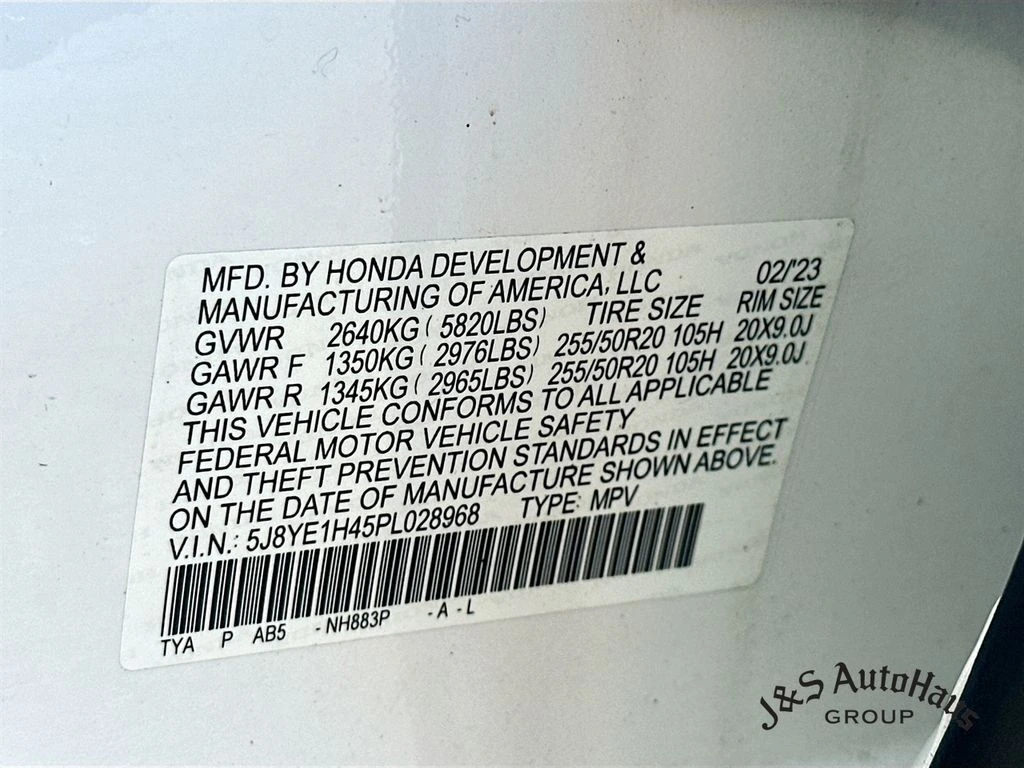 MFD. BY HONDA DEVELOPMENT &
MANUFACTURING OF AMERICA, LLC 02/'23
GVWR 2640KG ( 5820LBS) TIRE SIZE RIM SIZE
GAWR F 1350KG ( 2976LBS) 255/50R20 105H 20X9.0J
GAWR R 1345KG ( 2965LBS) 255/50R20 105H 20X9.0J
THIS VEHICLE CONFORMS TO ALL APPLICABLE
FEDERAL MOTOR VEHICLE SAFETY
AND THEFT PREVENTION STANDARDS IN EFFECT
ON THE DATE OF MANUFACTURE SHOWN ABOVE.
V.I.N.: 5J8YE1H45PL028968 TYPE: MPV
TYA P AB5 -NH883P -A -L
J&S AutoHaus
GROUP